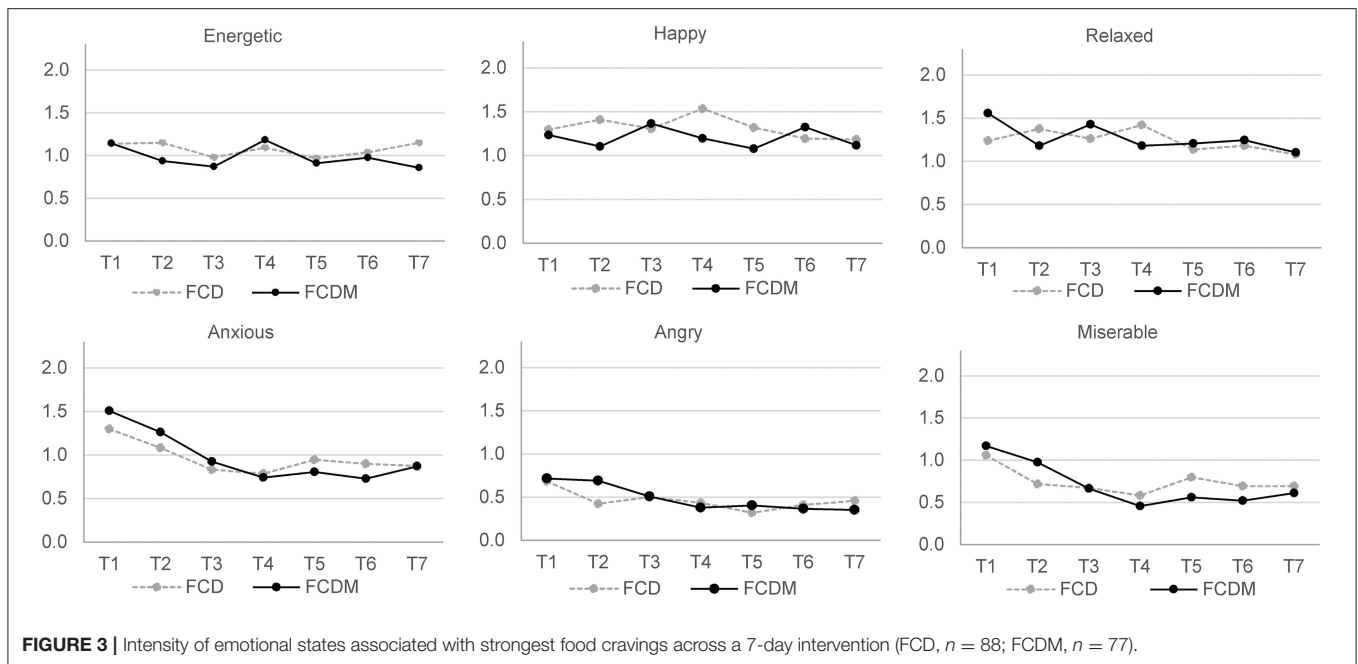 Energetic
2.0
1.5
1.0
0.5
0.0
T1 T2 T3 T4 T5 T6 T7
FCD FCDM
Happy
2.0
1.5
1.0
0.5
0.0
T1 T2 T3 T4 T5 T6 T7
FCD FCDM
Relaxed
2.0
1.5
1.0
0.5
0.0
T1 T2 T3 T4 T5 T6 T7
FCD FCDM
Anxious
2.0
1.5
1.0
0.5
0.0
T1 T2 T3 T4 T5 T6 T7
FCD FCDM
Angry
2.0
1.5
1.0
0.5
0.0
T1 T2 T3 T4 T5 T6 T7
FCD FCDM
Miserable
2.0
1.5
1.0
0.5
0.0
T1 T2 T3 T4 T5 T6 T7
FCD FCDM
FIGURE 3 | Intensity of emotional states associated with strongest food cravings across a 7-day intervention (FCD, n = 88; FCDM, n = 77).